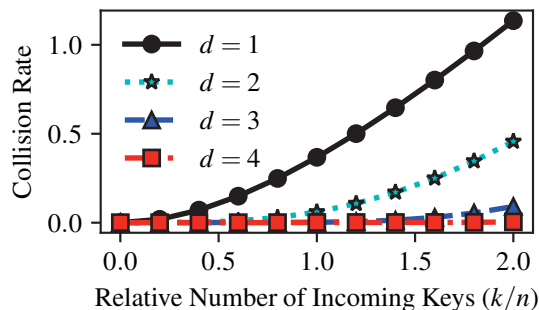 1.0
0.5
0.0
Collision Rate
d = 1
d = 2
d = 3
d = 4
0.0 0.5 1.0 1.5 2.0
Relative Number of Incoming Keys (k/n)